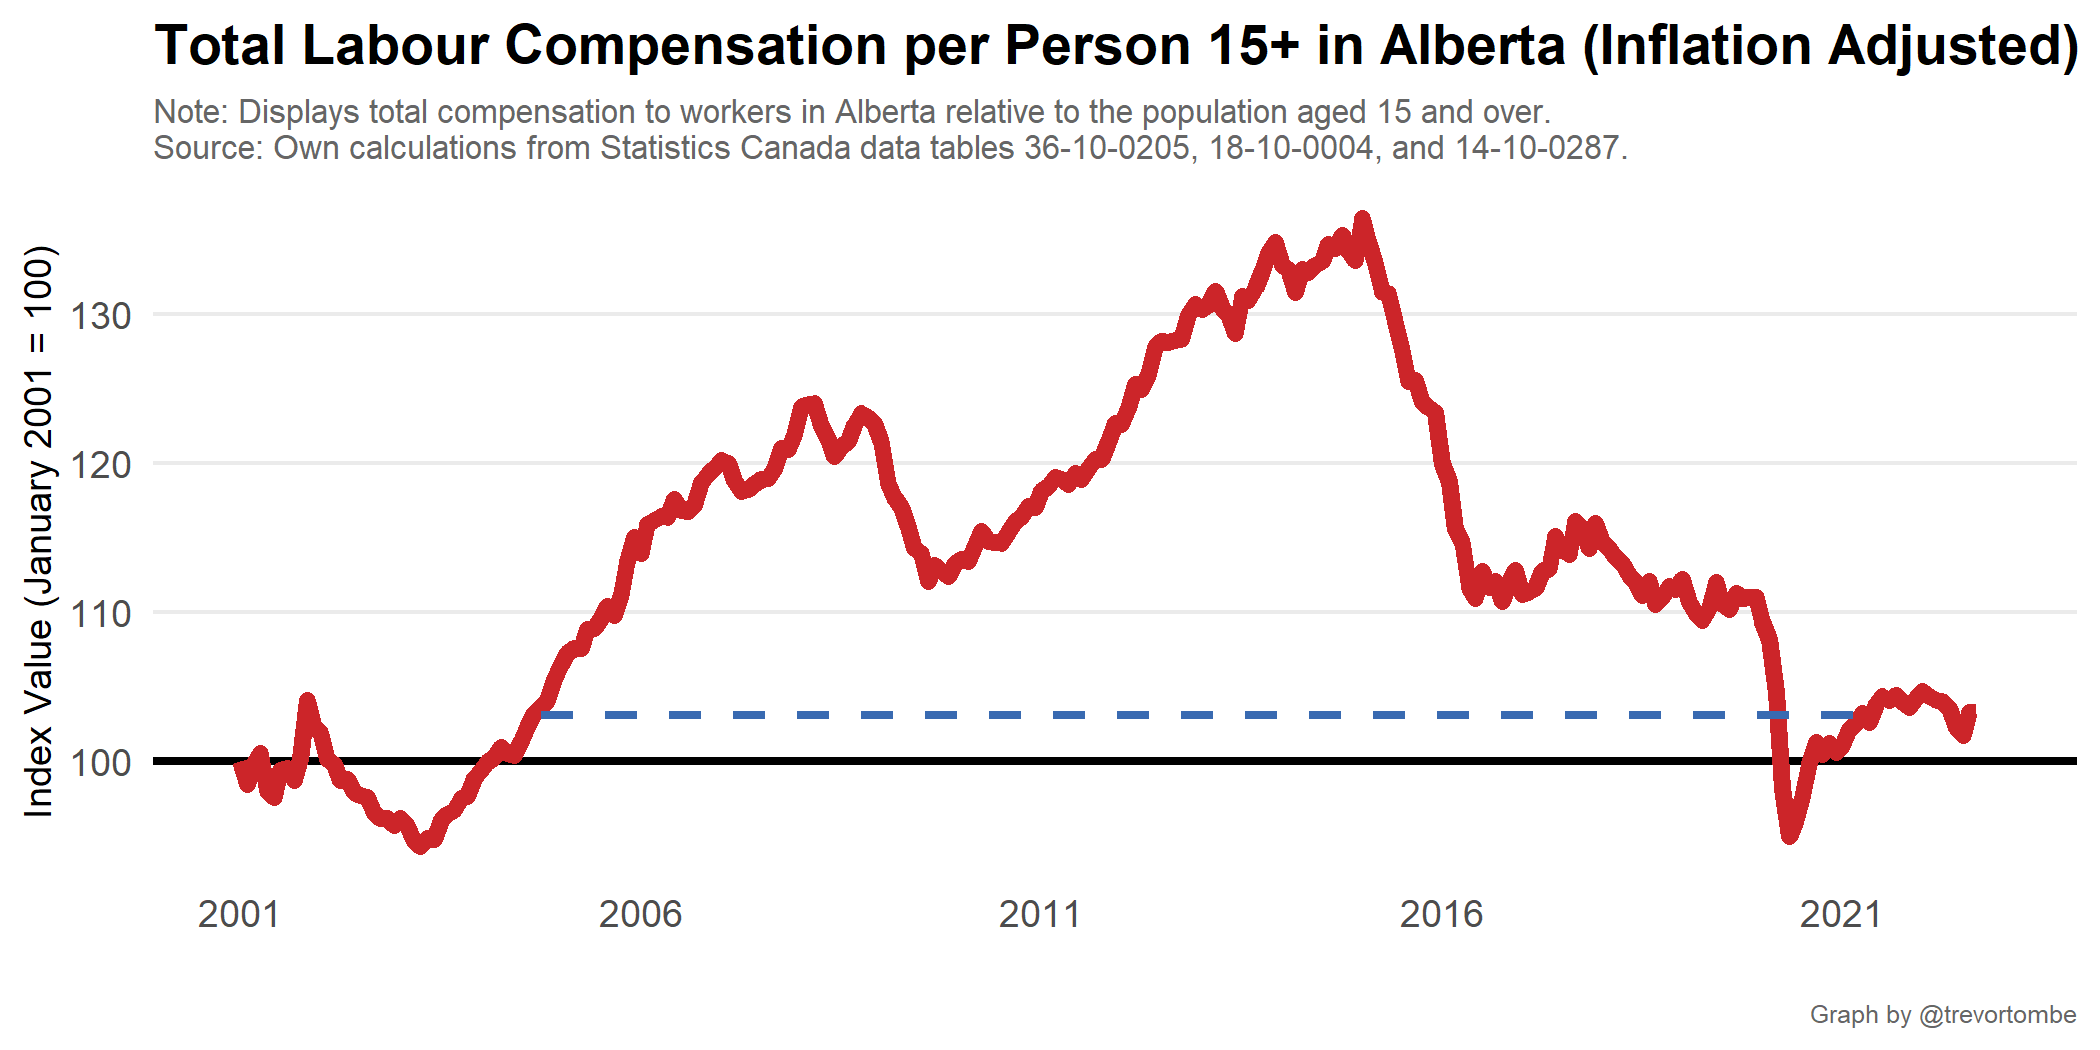 Total Labour Compensation per Person 15+ in Alberta (Inflation Adjusted)
Note: Displays total compensation to workers in Alberta relative to the population aged 15 and over.
Source: Own calculations from Statistics Canada data tables 36-10-0205, 18-10-0004, and 14-10-0287.
Index Value (January 2001 = 100)
130
120
110
100
2001
2006
2011
2016
2021
Graph by @trevortombe